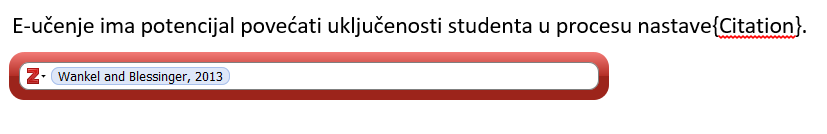 E-učenje ima potencijal povećati uključenosti studenta u procesu nastave{Citation}.
Z Wankel and Blessinger, 2013